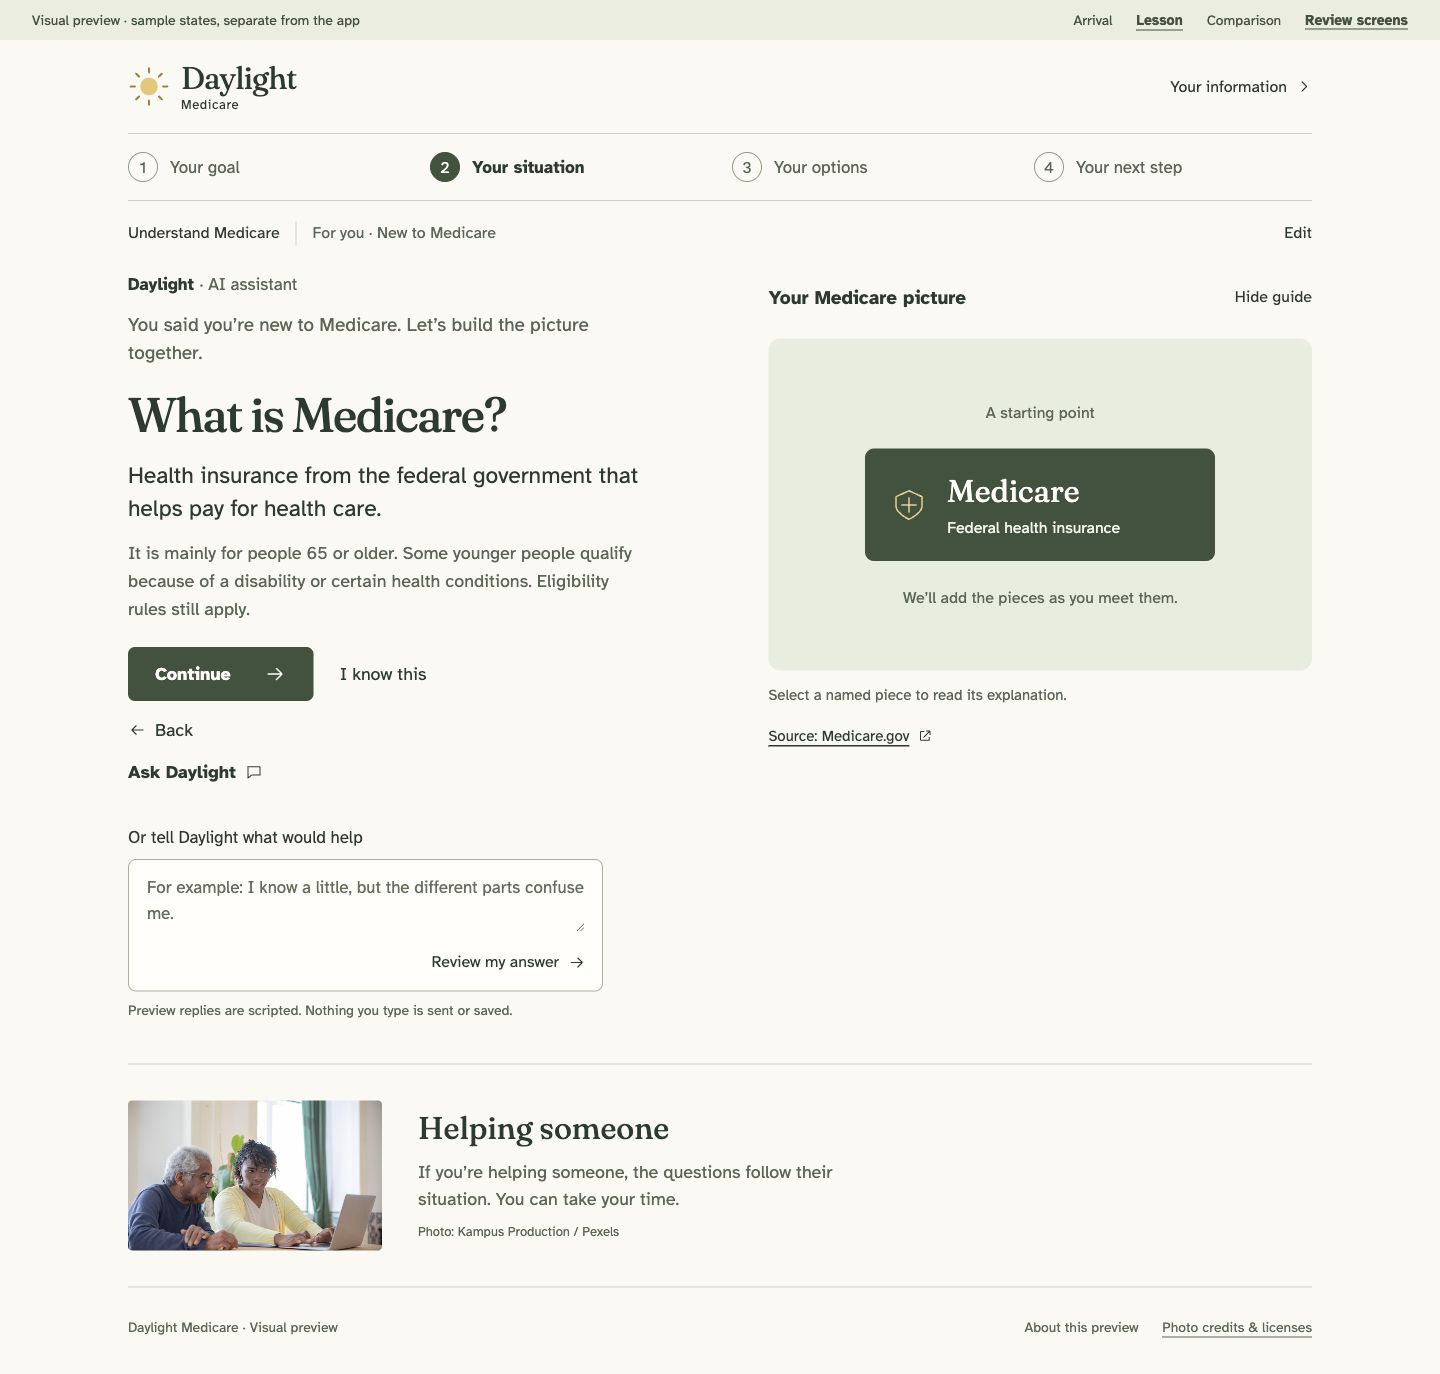 Visual preview · sample states, separate from the app
Arrival
Lesson
Comparison
Review screens
Daylight
Medicare
Your information
1 Your goal
2 Your situation
3 Your options
4 Your next step
Understand Medicare
For you · New to Medicare
Edit
Daylight · AI assistant
You said you’re new to Medicare. Let’s build the picture
together.
What is Medicare?
Health insurance from the federal government that
helps pay for health care.
It is mainly for people 65 or older. Some younger people qualify
because of a disability or certain health conditions. Eligibility
rules still apply.
Continue
I know this
Back
Ask Daylight
Your Medicare picture
Hide guide
A starting point
Medicare
Federal health insurance
We’ll add the pieces as you meet them.
Select a named piece to read its explanation.
Source: Medicare.gov
Or tell Daylight what would help
For example: I know a little, but the different parts confuse
me.
Review my answer
Preview replies are scripted. Nothing you type is sent or saved.
Helping someone
If you’re helping someone, the questions follow their
situation. You can take your time.
Photo: Kampus Production / Pexels
Daylight Medicare · Visual preview
About this preview
Photo credits & licenses